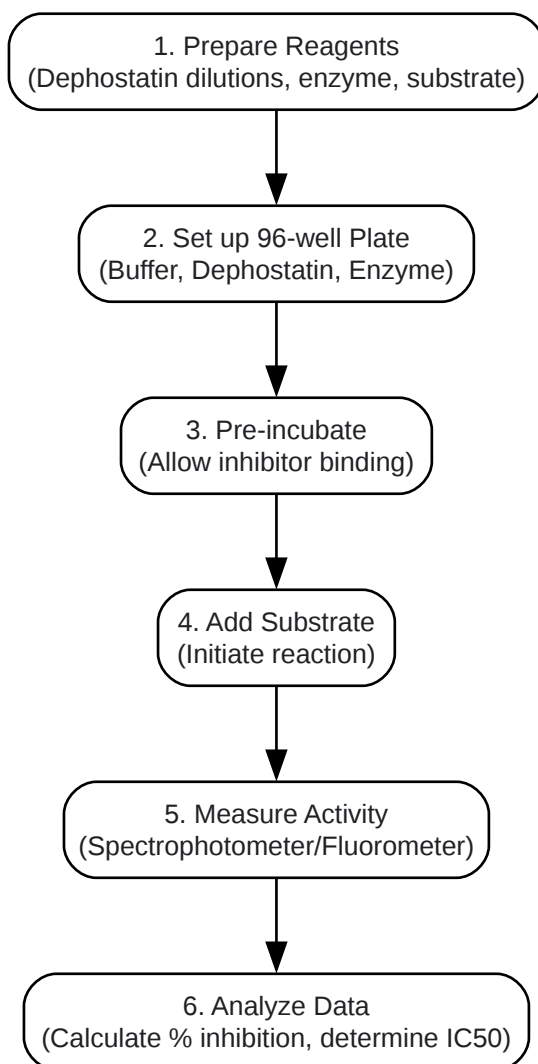 1. Prepare Reagents
(Dephostatin dilutions, enzyme, substrate)
2. Set up 96-well Plate
(Buffer, Dephostatin, Enzyme)
3. Pre-incubate
(Allow inhibitor binding)
4. Add Substrate
(Initiate reaction)
5. Measure Activity
(Spectrophotometer/Fluorometer)
6. Analyze Data
(Calculate % inhibition, determine IC50)